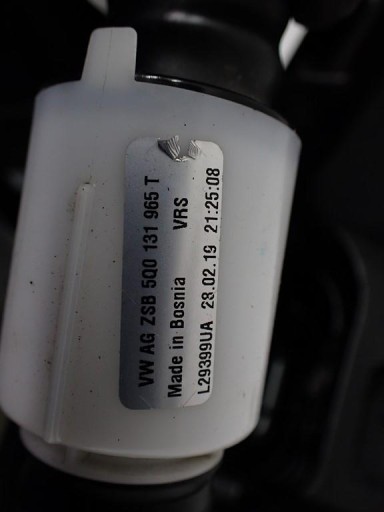 VW AG ZSB 5Q0 131 965 T
Made in Bosnia VRS
L29399UA 28.02.19 21:25:08